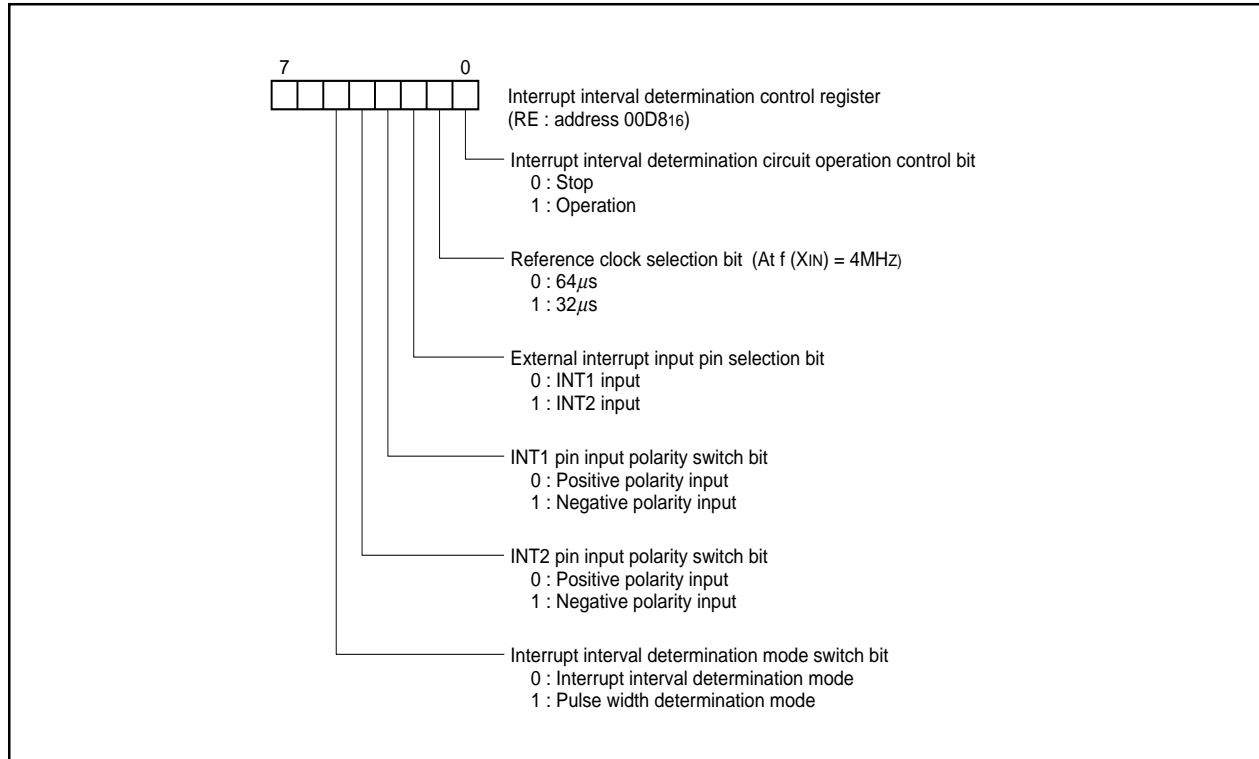 7 0
Interrupt interval determination control register
(RE : address 00D816)
Interrupt interval determination circuit operation control bit
0 : Stop
1 : Operation
Reference clock selection bit (At f (XIN) = 4MHZ)
0 : 64μs
1 : 32μs
External interrupt input pin selection bit
0 : INT1 input
1 : INT2 input
INT1 pin input polarity switch bit
0 : Positive polarity input
1 : Negative polarity input
INT2 pin input polarity switch bit
0 : Positive polarity input
1 : Negative polarity input
Interrupt interval determination mode switch bit
0 : Interrupt interval determination mode
1 : Pulse width determination mode